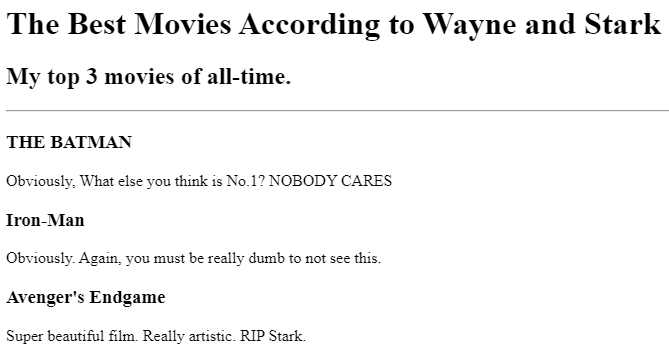 The Best Movies According to Wayne and Stark
My top 3 movies of all-time.
THE BATMAN
Obviously, What else you think is No.1? NOBODY CARES
Iron-Man
Obviously. Again, you must be really dumb to not see this.
Avenger's Endgame
Super beautiful film. Really artistic. RIP Stark.